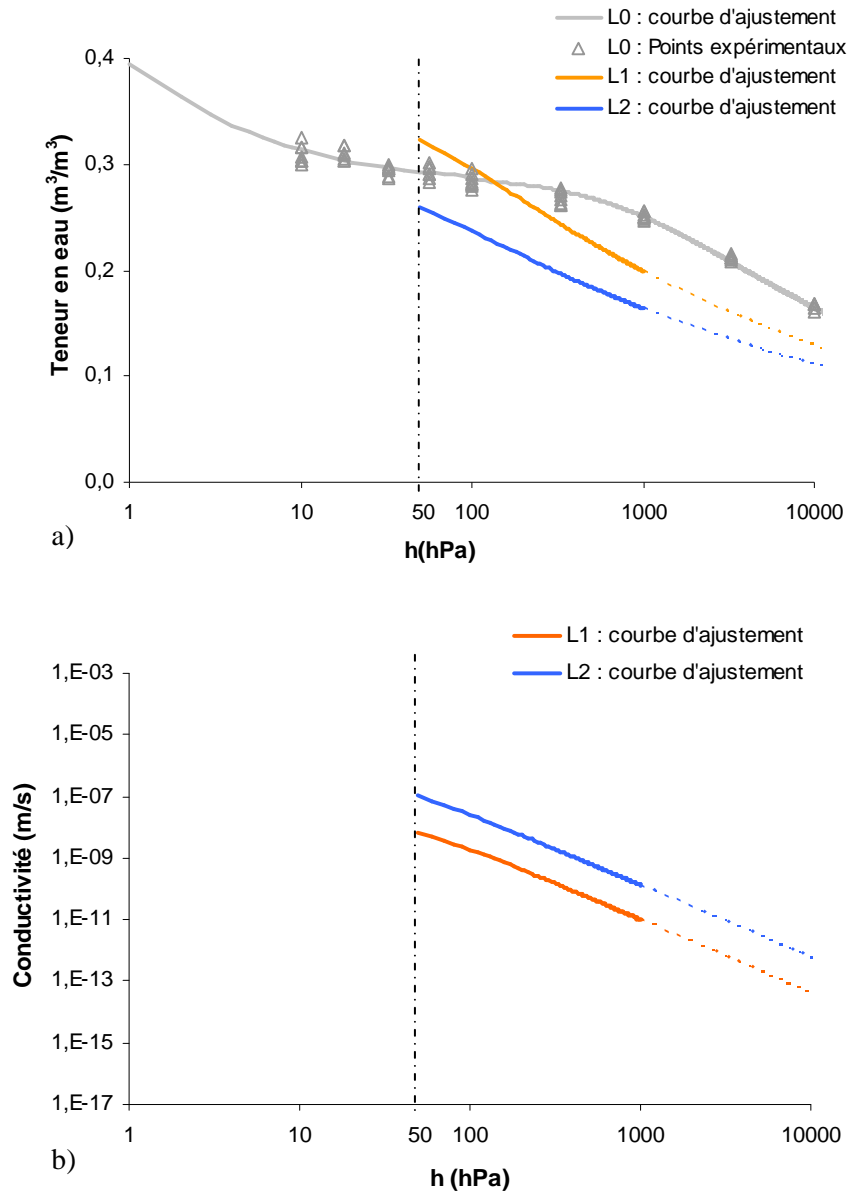 L0 : courbe d'ajustement
L0 : Points expérimentaux
L1 : courbe d'ajustement
L2 : courbe d'ajustement
0,4
0,3
0,2
0,1
0,0
Teneur en eau (m³/m³)
1 10 50 100 1000 10000
h(hPa)
a)
L1 : courbe d'ajustement
L2 : courbe d'ajustement
1,E-03
1,E-05
1,E-07
1,E-09
1,E-11
1,E-13
1,E-15
1,E-17
Conductivité (m/s)
1 10 50 100 1000 10000
h (hPa)
b)